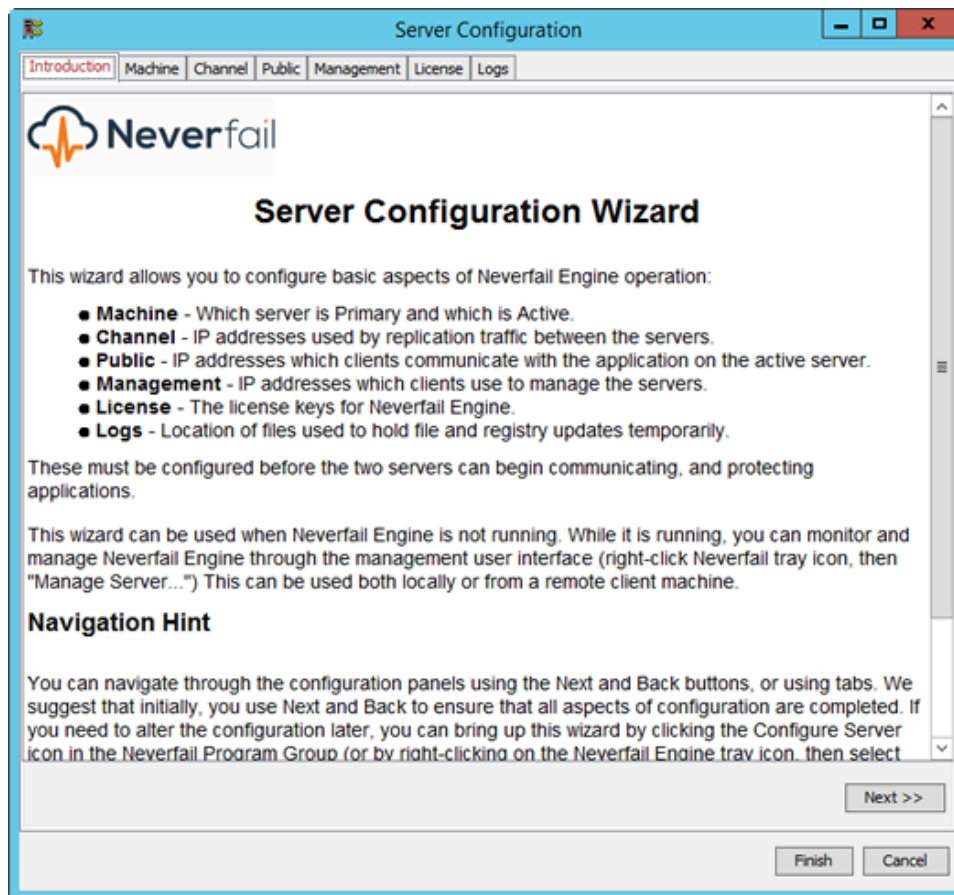 Server Configuration
Introduction Machine Channel Public Management License Logs
Neverfail
Server Configuration Wizard
This wizard allows you to configure basic aspects of Neverfail Engine operation:
● Machine - Which server is Primary and which is Active.
● Channel - IP addresses used by replication traffic between the servers.
● Public - IP addresses which clients communicate with the application on the active server.
● Management - IP addresses which clients use to manage the servers.
● License - The license keys for Neverfail Engine.
● Logs - Location of files used to hold file and registry updates temporarily.
These must be configured before the two servers can begin communicating, and protecting
applications.
This wizard can be used when Neverfail Engine is not running. While it is running, you can monitor and
manage Neverfail Engine through the management user interface (right-click Neverfail tray icon, then
"Manage Server...") This can be used both locally or from a remote client machine.
Navigation Hint
You can navigate through the configuration panels using the Next and Back buttons, or using tabs. We
suggest that initially, you use Next and Back to ensure that all aspects of configuration are completed. If
you need to alter the configuration later, you can bring up this wizard by clicking the Configure Server
icon in the Neverfail Program Group (or by right-clicking on the Neverfail Engine tray icon, then select
Next >>
Finish Cancel